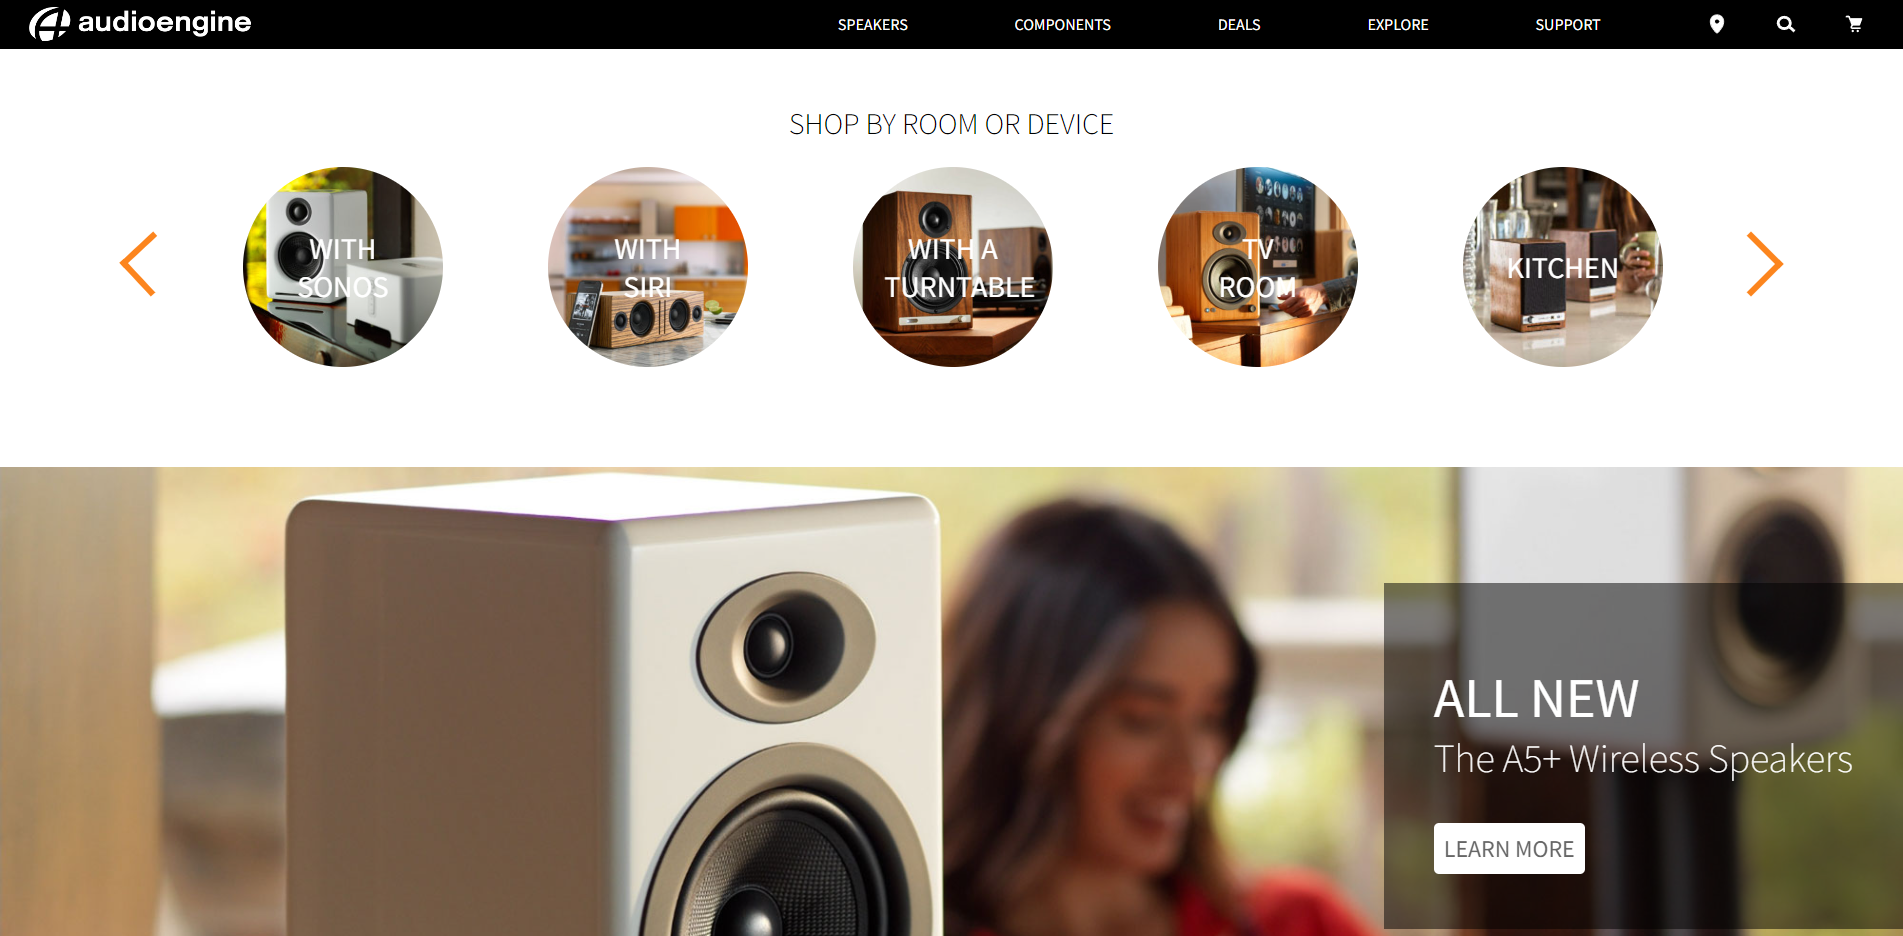 audioengine
SPEAKERS
COMPONENTS
DEALS
EXPLORE
SUPPORT
SHOP BY ROOM OR DEVICE
WITH
SONOS
WITH
SIRI
WITH A
TURNTABLE
TV
ROOM
KITCHEN
ALL NEW
The A5+ Wireless Speakers
LEARN MORE